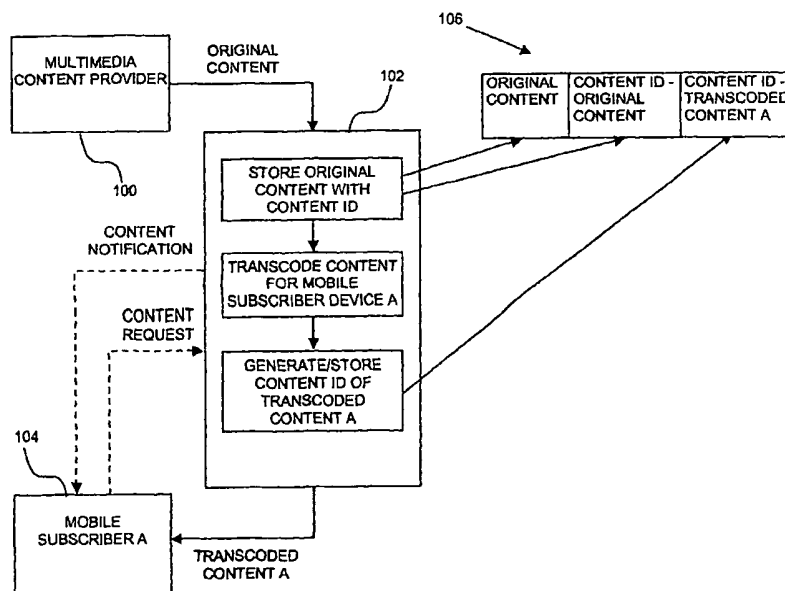 MULTIMEDIA
CONTENT PROVIDER
100
ORIGINAL
CONTENT
102
106
ORIGINAL
CONTENT
CONTENT ID -
ORIGINAL
CONTENT
CONTENT ID -
TRANSCODED
CONTENT A
STORE ORIGINAL
CONTENT WITH
CONTENT ID
CONTENT
NOTIFICATION
TRANSCODE CONTENT
FOR MOBILE
SUBSCRIBER DEVICE A
CONTENT
REQUEST
GENERATE/STORE
CONTENT ID OF
TRANSCODED
CONTENT A
104
MOBILE
SUBSCRIBER A
TRANSCODED
CONTENT A